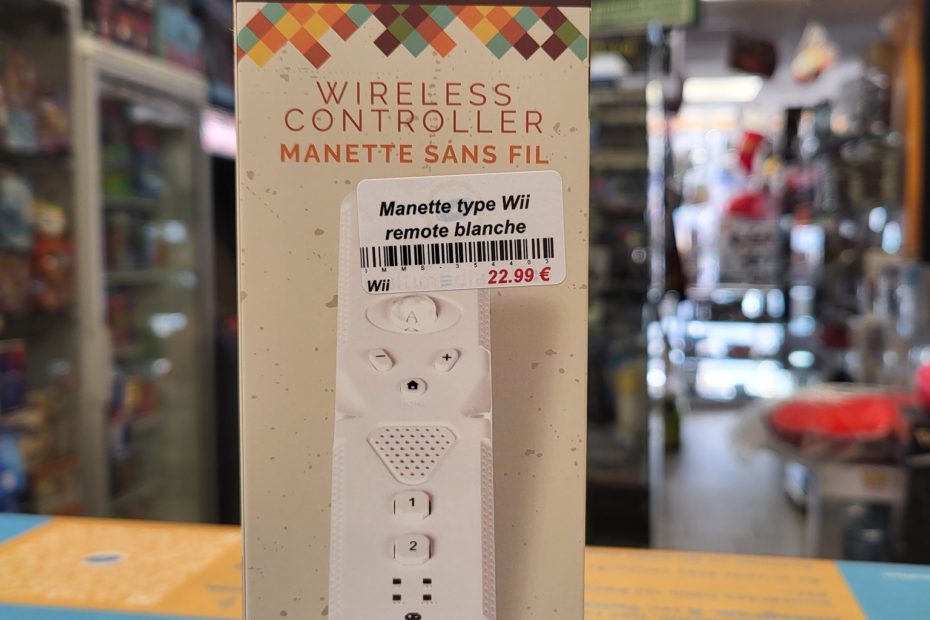 WIRELESS
CONTROLLER
MANETTE SANS FIL
Manette type Wii
remote blanche
Wii
22.99 €
A
-
+
1
2